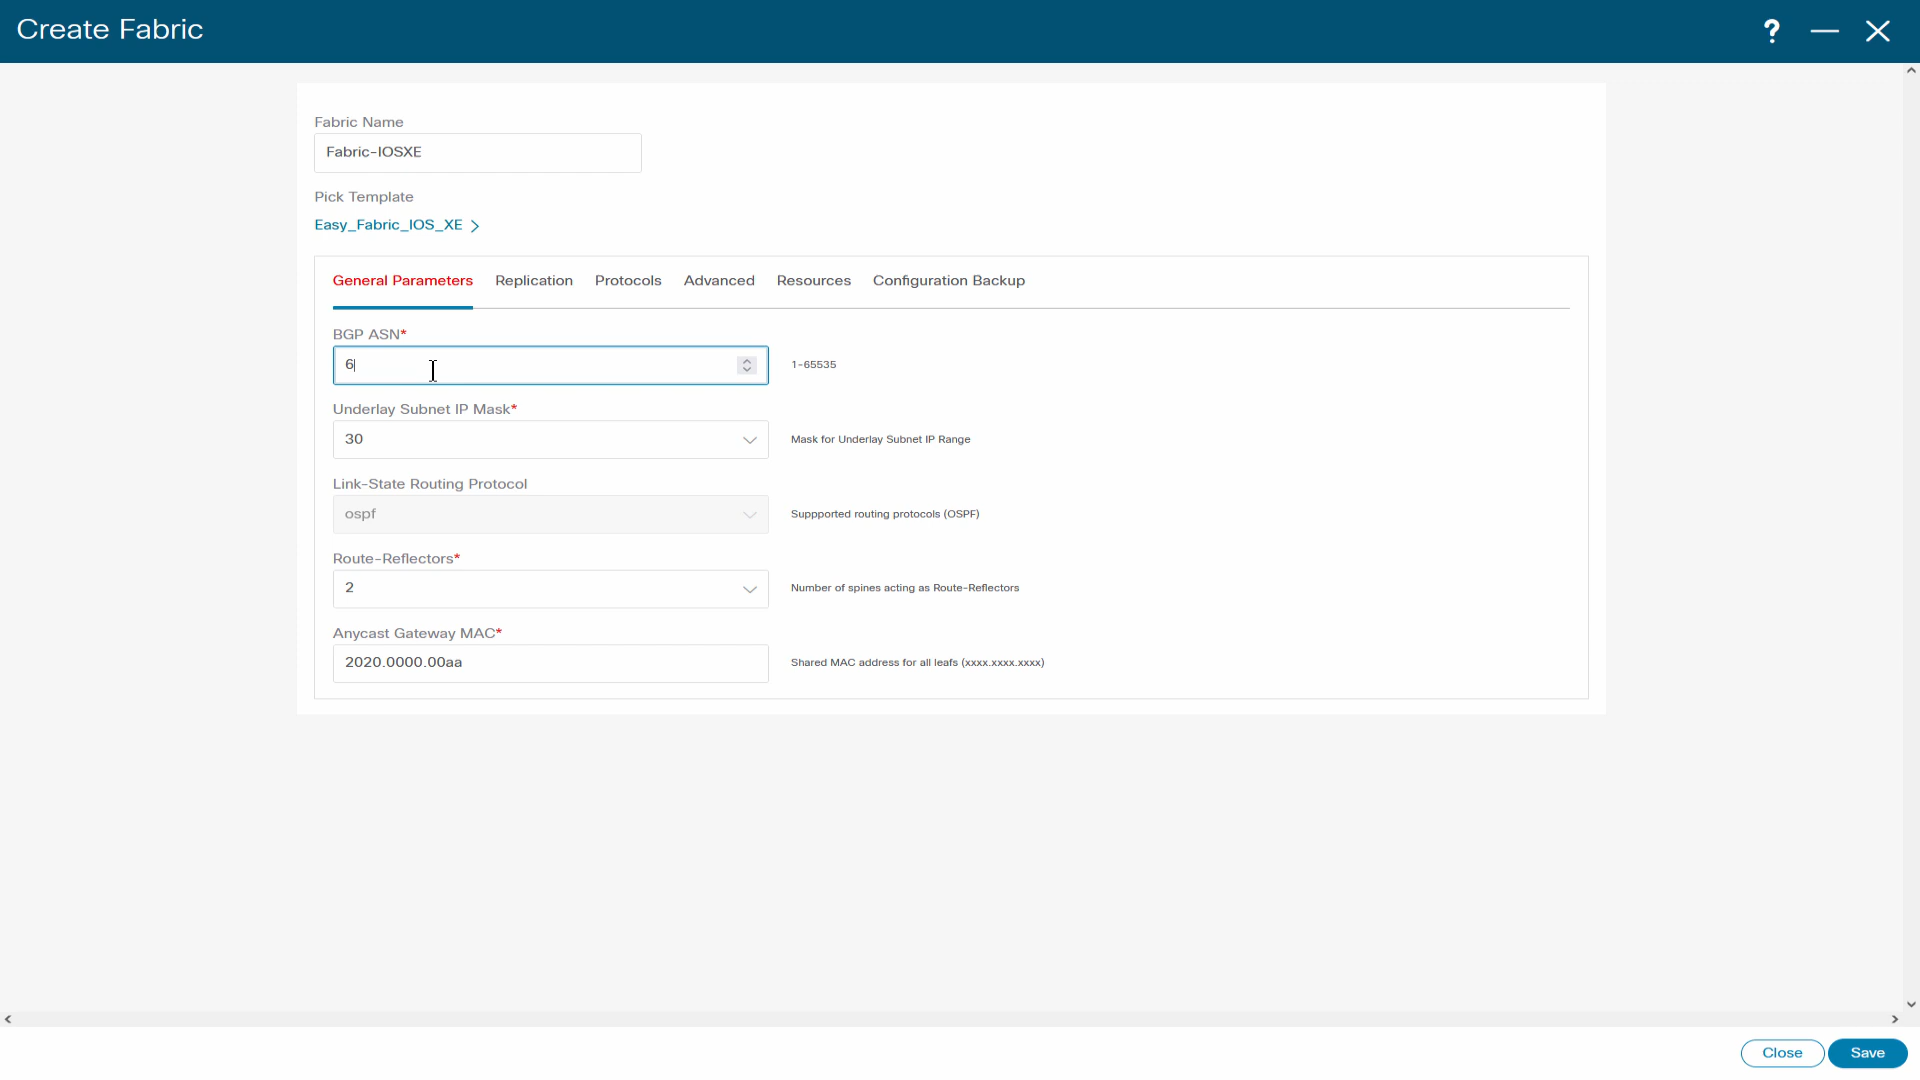 Create Fabric
?
Fabric Name
Fabric-IOSXE
Pick Template
Easy_Fabric_IOS_XE
General Parameters Replication Protocols Advanced Resources Configuration Backup
BGP ASN*
6 1-65535
Underlay Subnet IP Mask*
30 Mask for Underlay Subnet IP Range
Link-State Routing Protocol
ospf Suppported routing protocols (OSPF)
Route-Reflectors*
2 Number of spines acting as Route-Reflectors
Anycast Gateway MAC*
2020.0000.00aa Shared MAC address for all leafs (xxxx.xxxx.xxxx)
Close Save